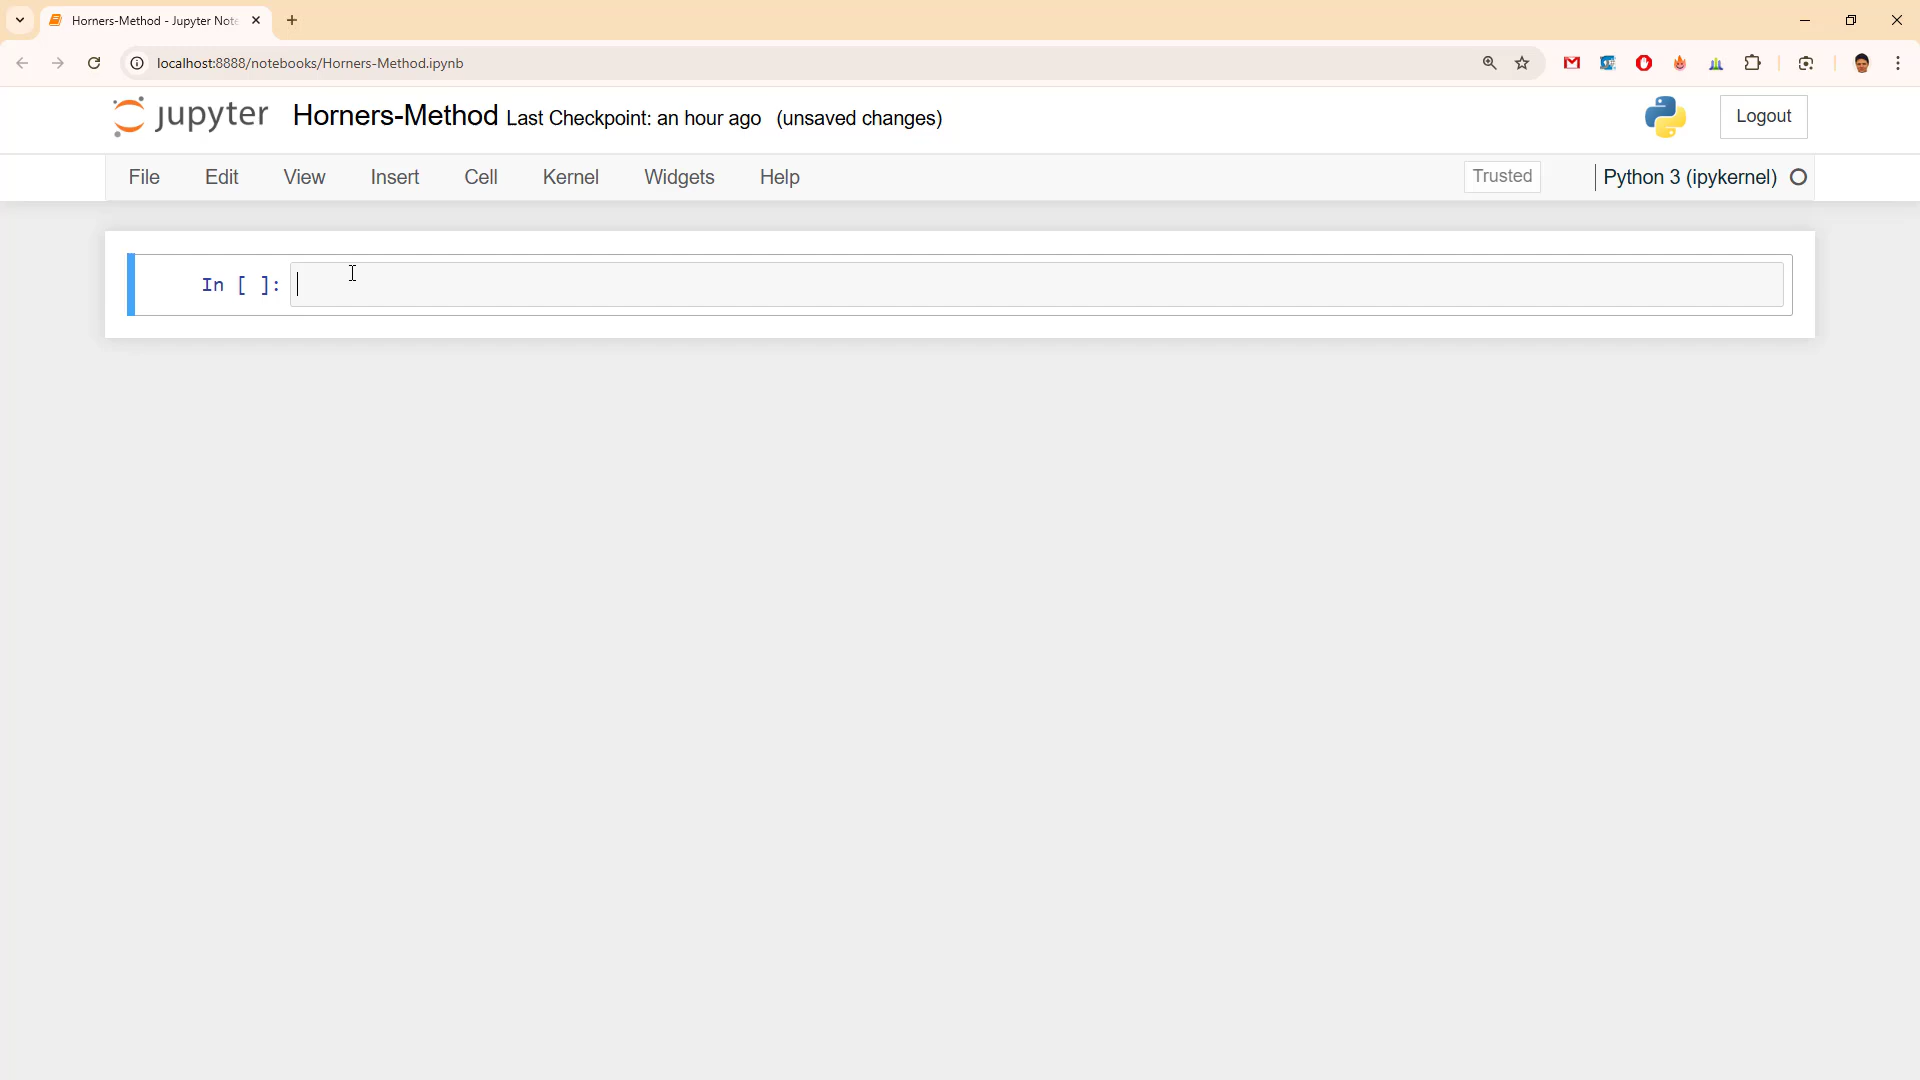 Horners-Method - Jupyter Note
localhost:8888/notebooks/Horners-Method.ipynb
jupyter Horners-Method Last Checkpoint: an hour ago (unsaved changes) Logout
File Edit View Insert Cell Kernel Widgets Help Trusted Python 3 (ipykernel)
In [ ]: